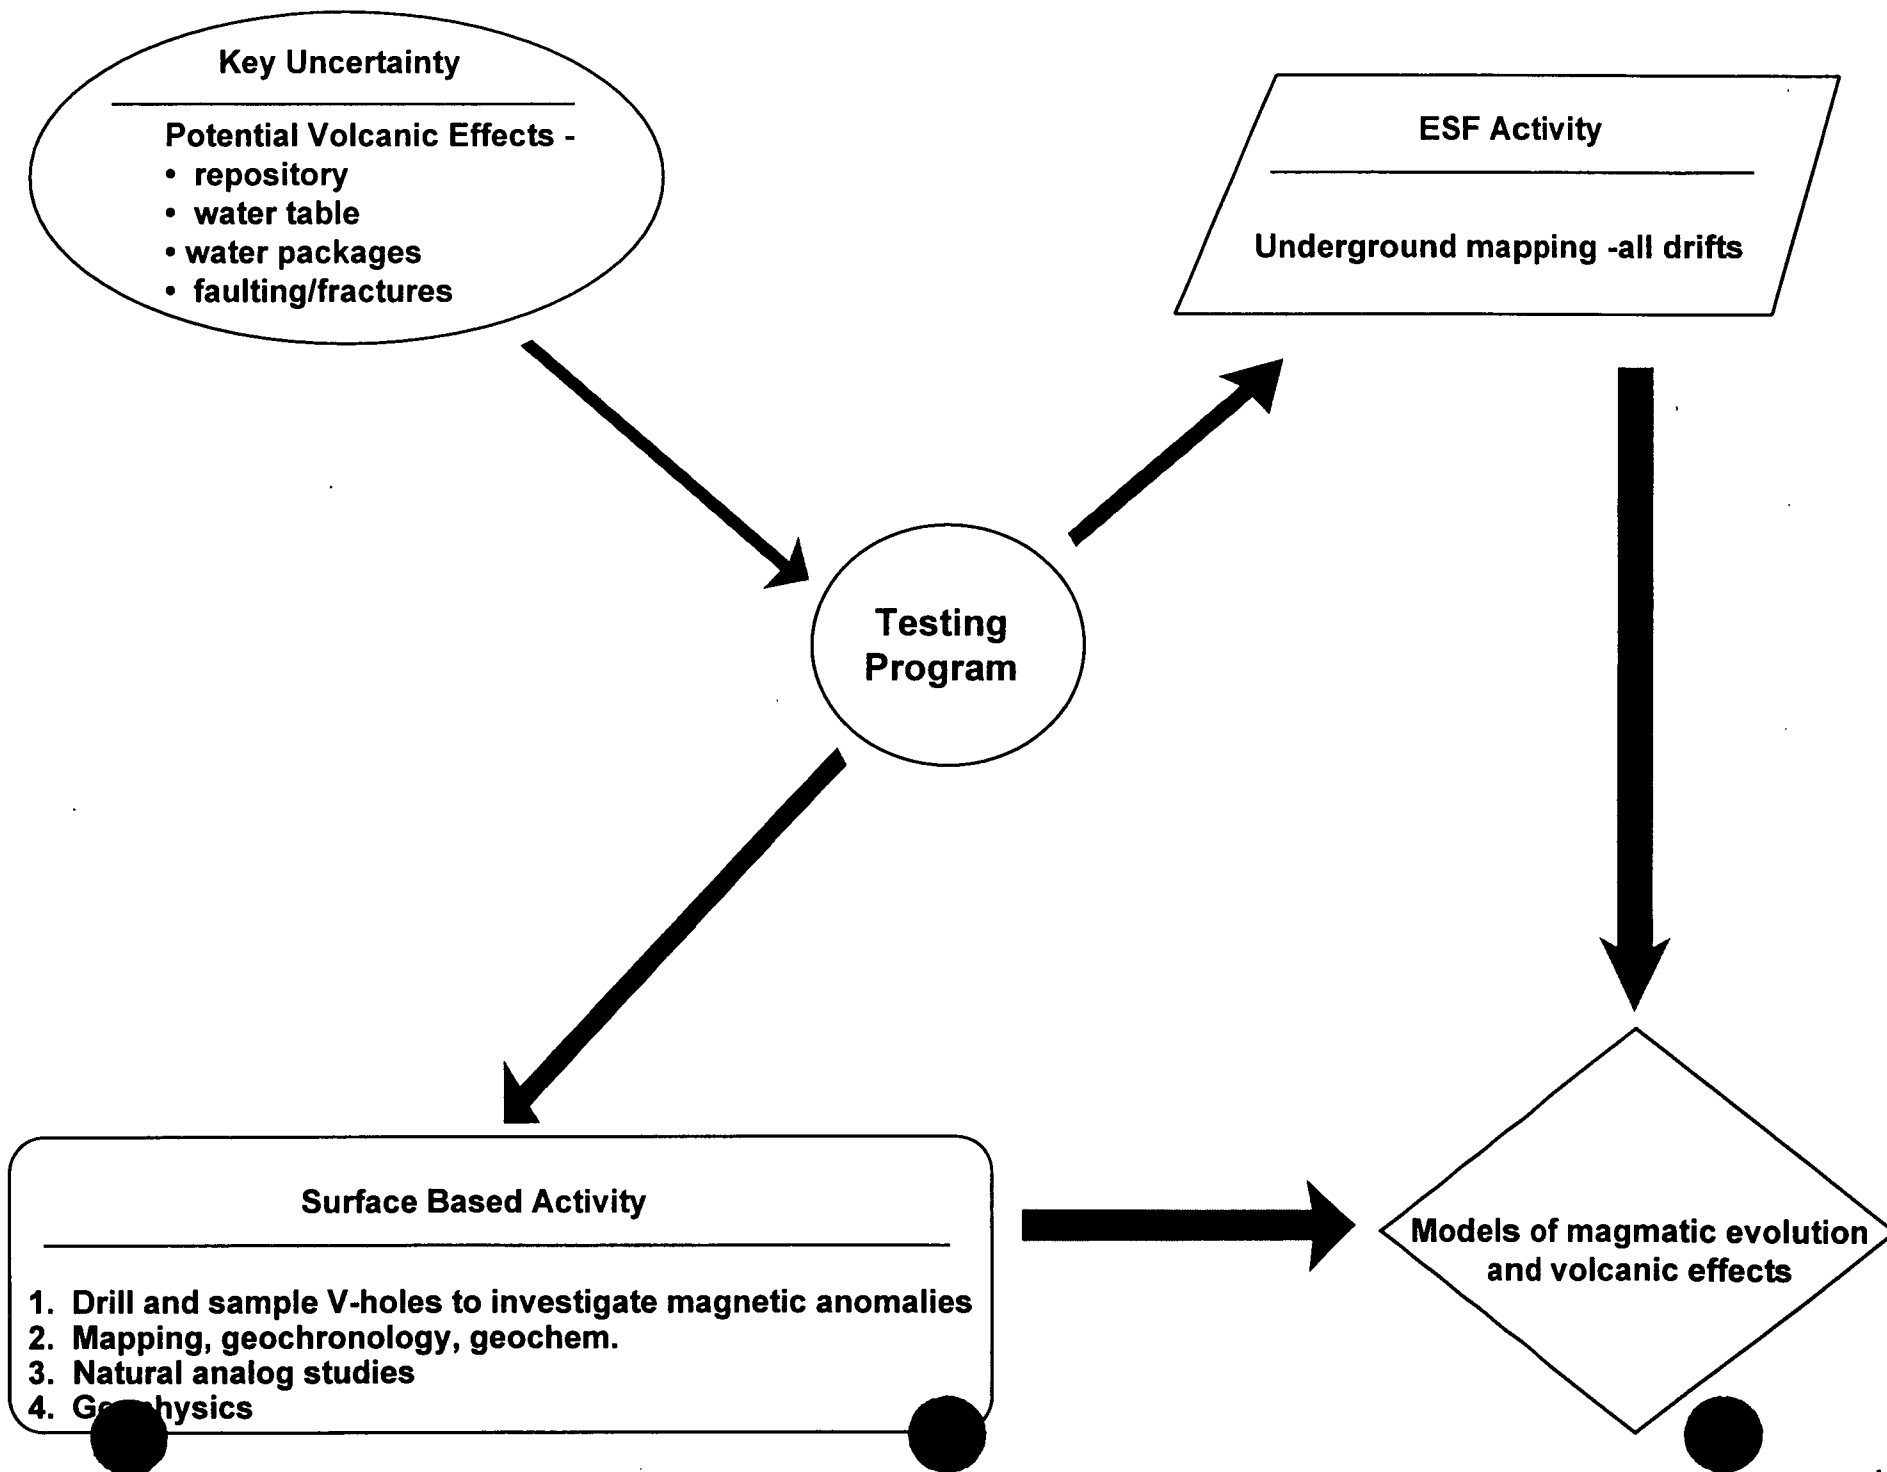 Key Uncertainty
Potential Volcanic Effects -
• repository
• water table
• water packages
• faulting/fractures
ESF Activity
Underground mapping -all drifts
Testing
Program
Surface Based Activity
1. Drill and sample V-holes to investigate magnetic anomalies
2. Mapping, geochronology, geochem.
3. Natural analog studies
4. Geophysics
Models of magmatic evolution
and volcanic effects